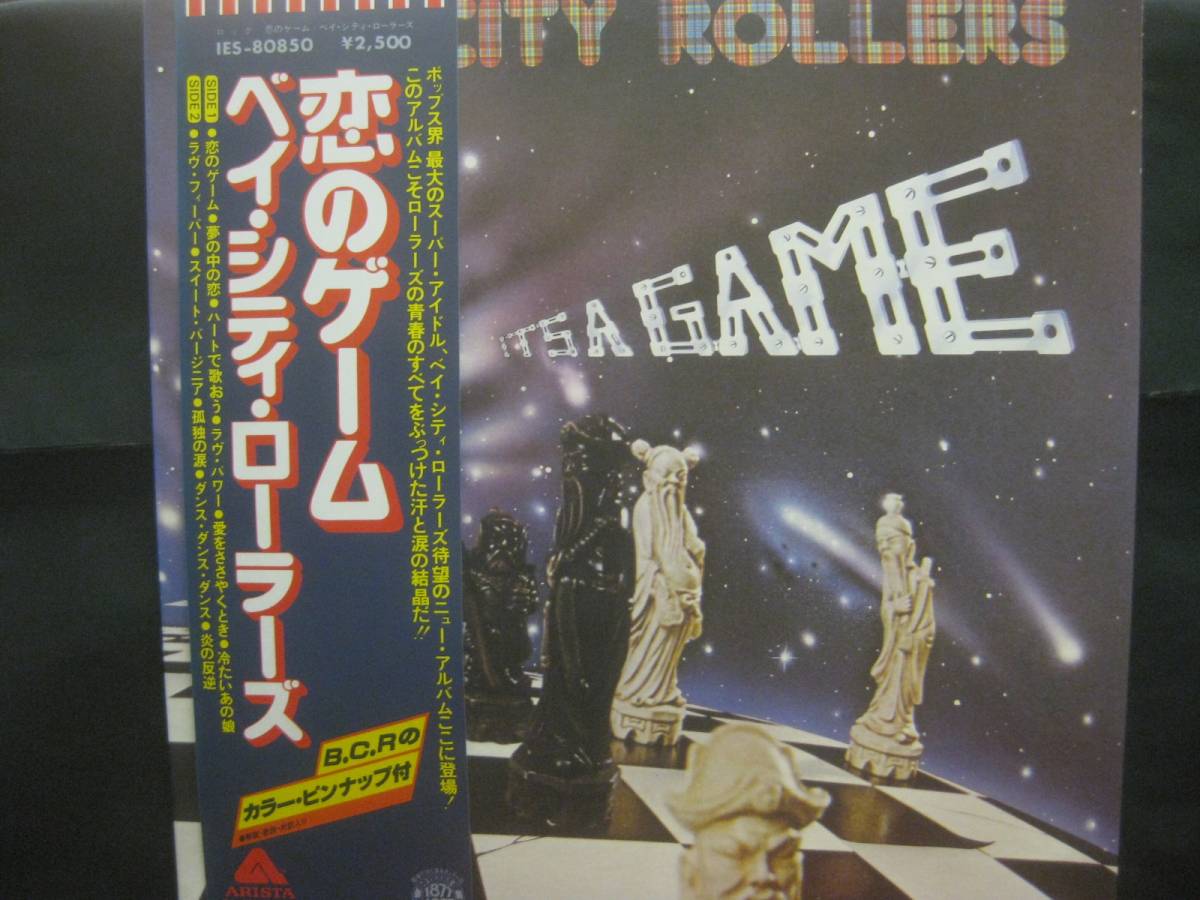 CITY ROLLERS
IT'S A GAME
ロック 恋のゲーム ベイ・シティ・ローラーズ
IES-80850 ¥2,500
ポップス界 最大のスーパー・アイドル、ベイ・シティ・ローラーズ待望のニュー・アルバムここに登場!
このアルバムこそローラーズの青春のすべてをぶっつけた汗と涙の結晶だ!!
恋のゲーム
ベイ・シティ・ローラーズ
SIDE 1 ●恋のゲーム●夢の中の恋●ハートで歌おう●ラヴ・パワー●愛をささやくとき●冷たいあの娘
SIDE 2 ●ラヴ・フィーバー●スイート・バージニア●孤独の涙●ダンス・ダンス・ダンス●炎の反逆
B.C.Rの
カラー・ピンナップ付
ARISTA
1877